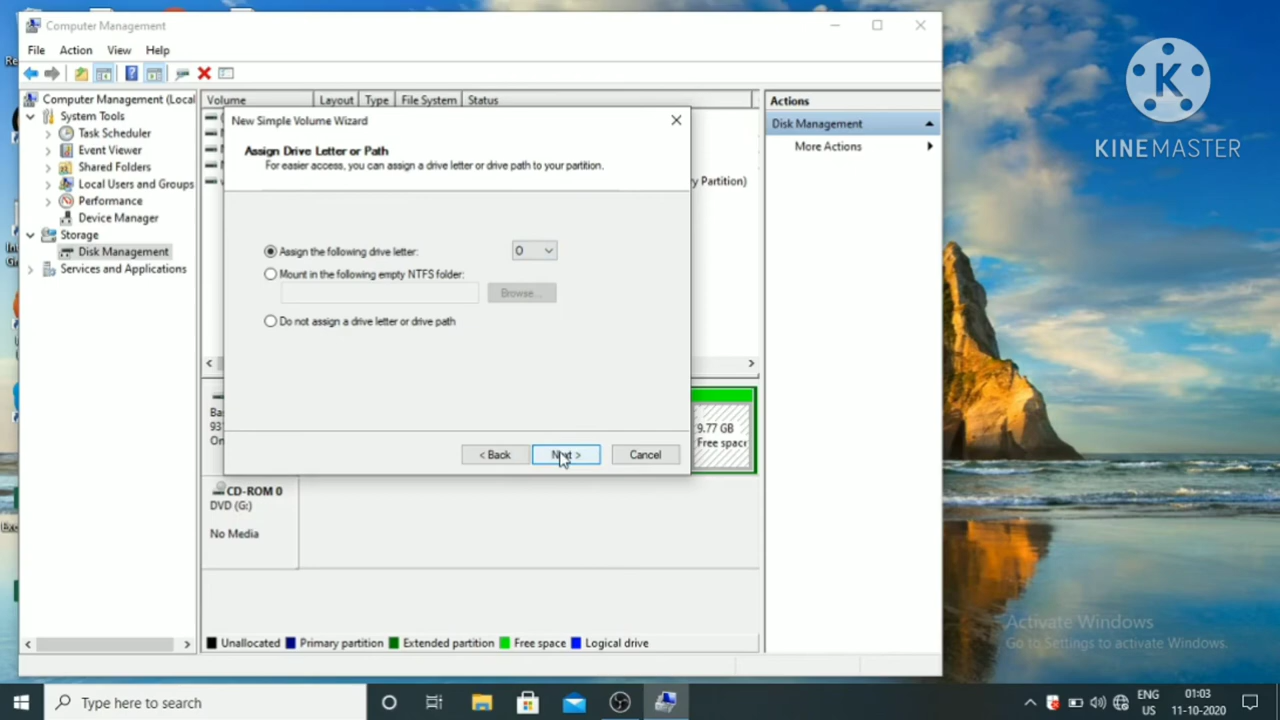 Computer Management
File Action View Help
Computer Management (Local
System Tools
Task Scheduler
Event Viewer
Shared Folders
Local Users and Groups
Performance
Device Manager
Storage
Disk Management
Services and Applications
Volume Layout Type File System Status
y Partition)
New Simple Volume Wizard
Assign Drive Letter or Path
For easier access, you can assign a drive letter or drive path to your partition.
Assign the following drive letter: O
Mount in the following empty NTFS folder:
Browse...
Do not assign a drive letter or drive path
< Back Next > Cancel
Ba
93
On
9.77 GB
Free space
CD-ROM 0
DVD (G:)
No Media
Unallocated Primary partition Extended partition Free space Logical drive
Actions
Disk Management
More Actions
K
KINEMASTER
Activate Windows
Go to Settings to activate Windows.
Type here to search
ENG
US
01:03
11-10-2020